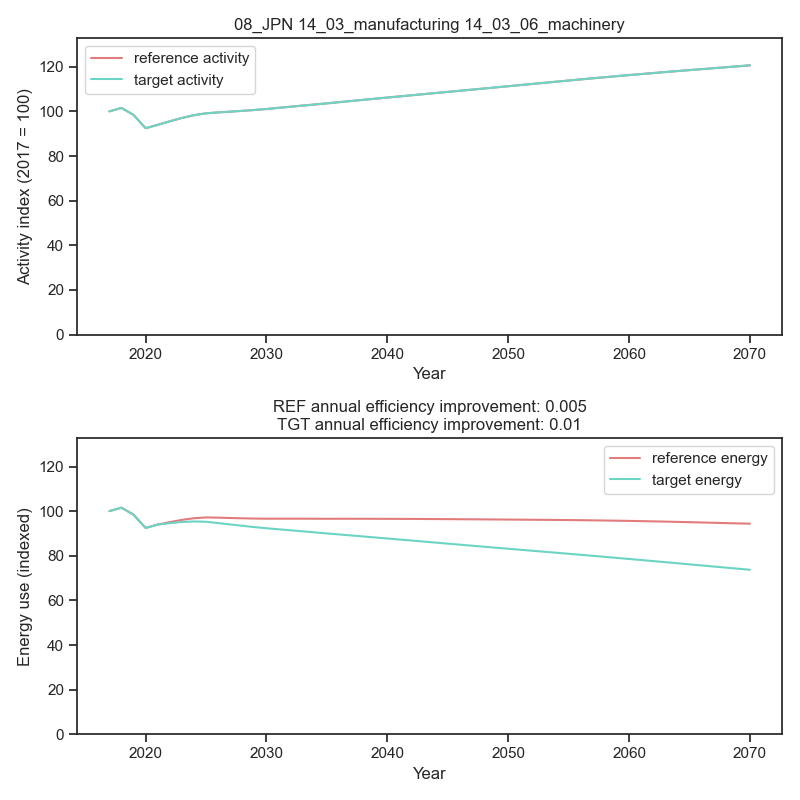 08_JPN 14_03_manufacturing 14_03_06_machinery
reference activity
target activity
Activity index (2017 = 100)
120
100
80
60
40
20
0
2020 2030 2040 2050 2060 2070
Year
REF annual efficiency improvement: 0.005
TGT annual efficiency improvement: 0.01
reference energy
target energy
Energy use (indexed)
120
100
80
60
40
20
0
2020 2030 2040 2050 2060 2070
Year